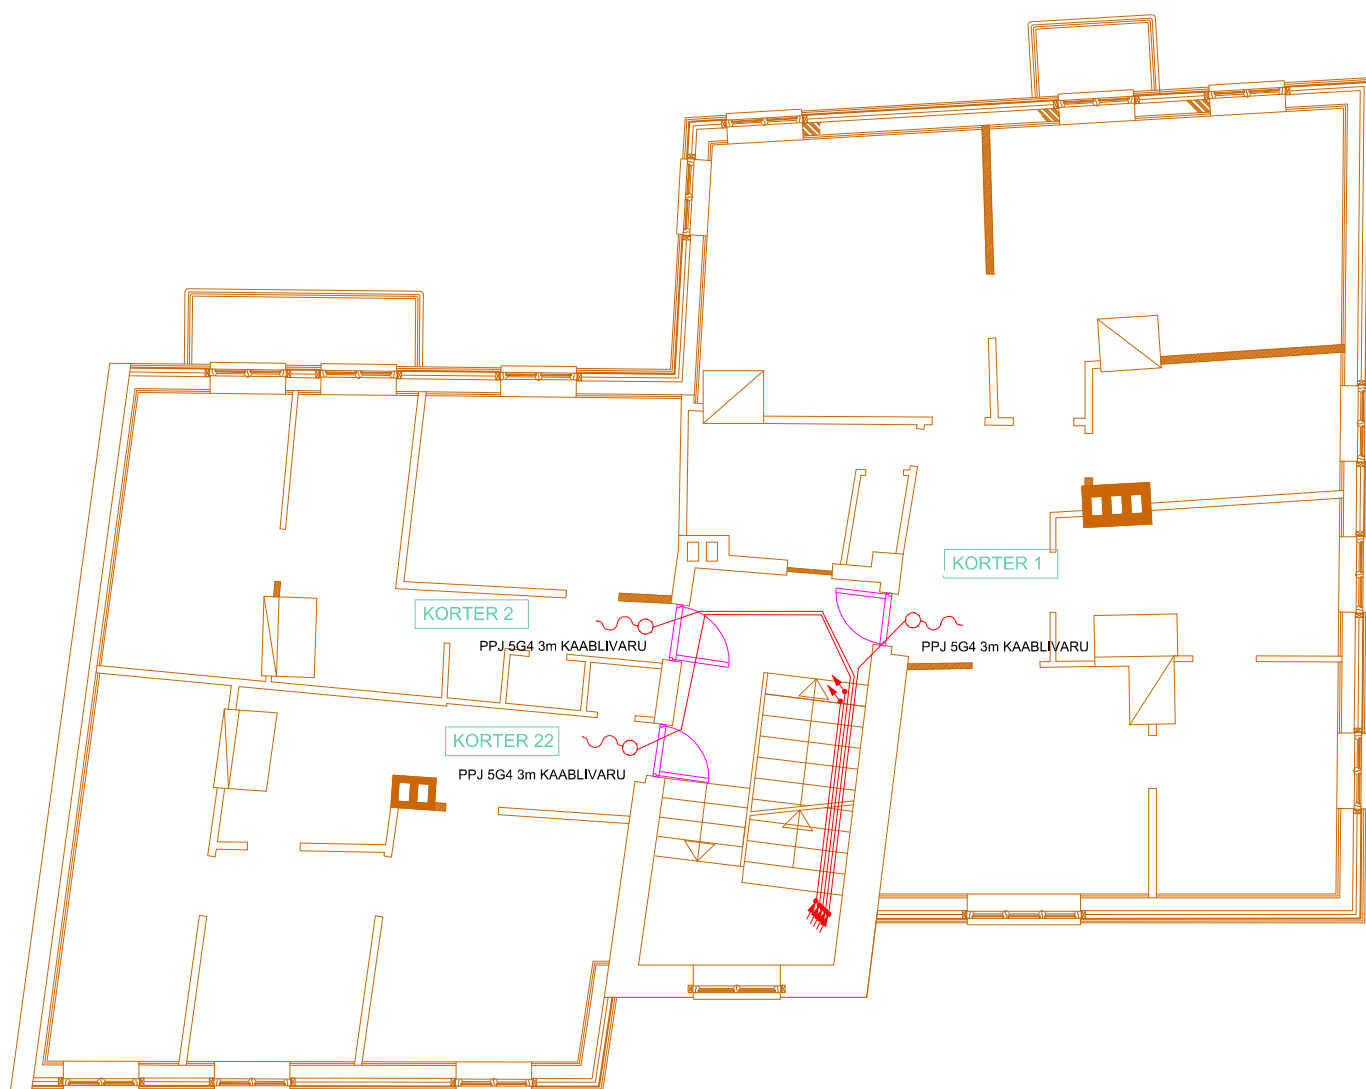 KORTER 1
KORTER 2
PPJ 5G4 3m KAABLIVARU
PPJ 5G4 3m KAABLIVARU
KORTER 22
PPJ 5G4 3m KAABLIVARU